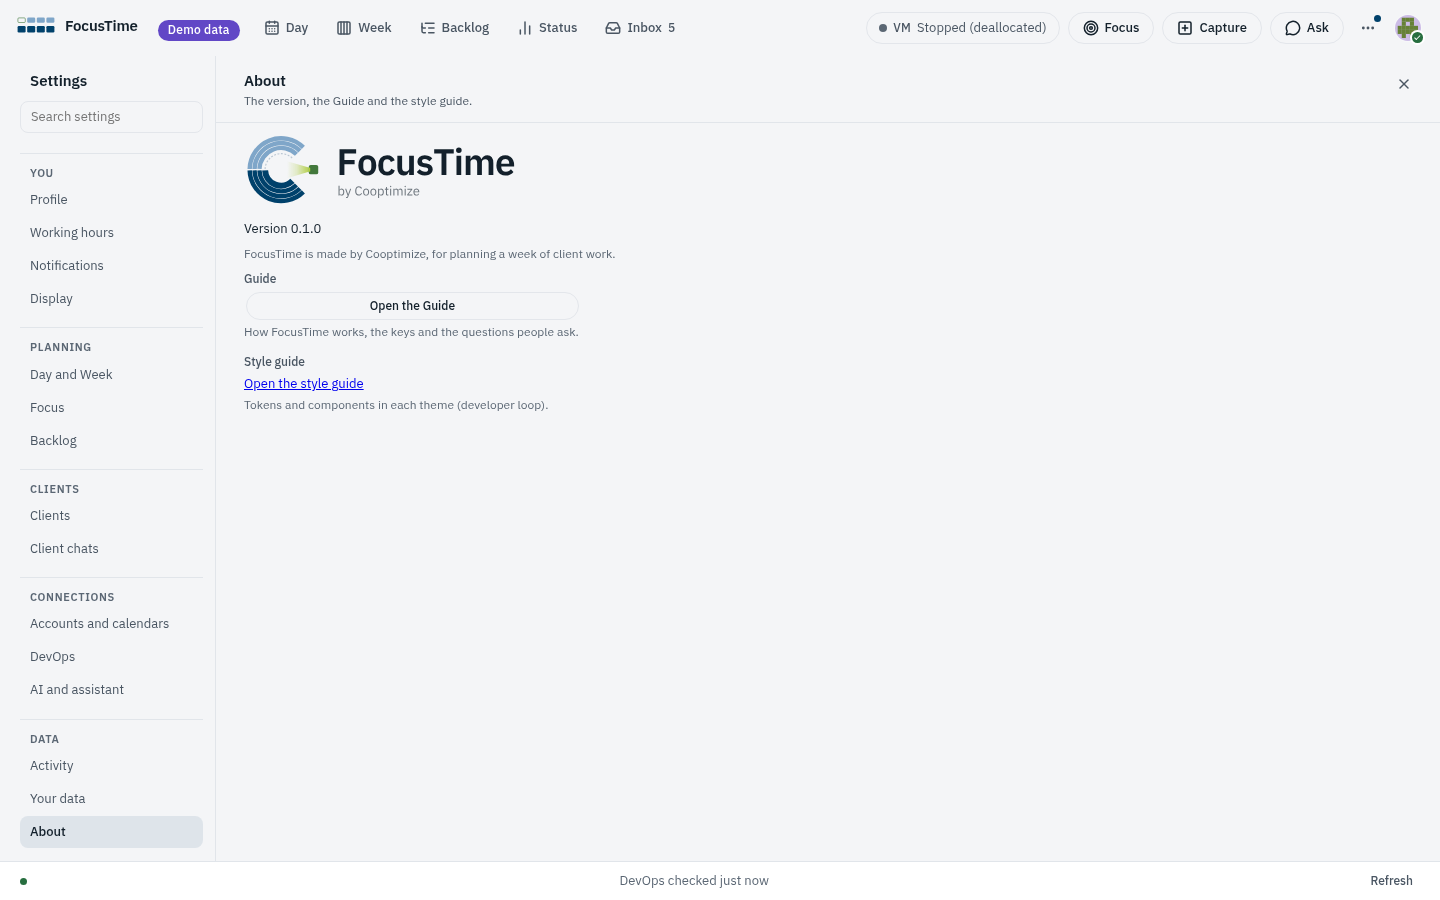 FocusTime
Demo data
Day
Week
Backlog
Status
Inbox 5
VM Stopped (deallocated)
Focus
Capture
Ask
Settings
Search settings
YOU
Profile
Working hours
Notifications
Display
PLANNING
Day and Week
Focus
Backlog
CLIENTS
Clients
Client chats
CONNECTIONS
Accounts and calendars
DevOps
AI and assistant
DATA
Activity
Your data
About
About
The version, the Guide and the style guide.
FocusTime
by Cooptimize
Version 0.1.0
FocusTime is made by Cooptimize, for planning a week of client work.
Guide
Open the Guide
How FocusTime works, the keys and the questions people ask.
Style guide
Open the style guide
Tokens and components in each theme (developer loop).
DevOps checked just now
Refresh